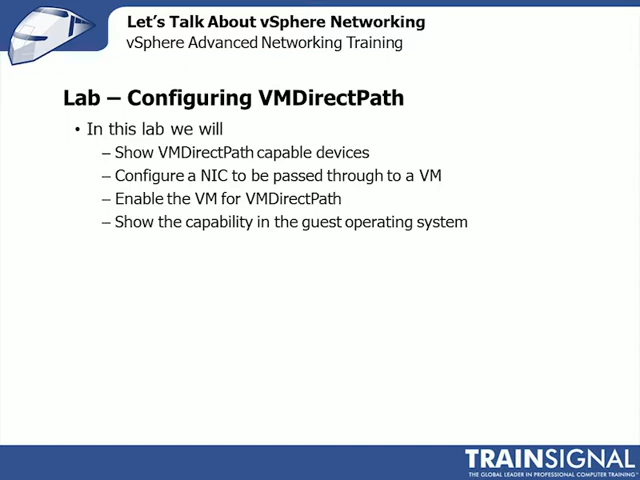 Let's Talk About vSphere Networking
vSphere Advanced Networking Training
Lab – Configuring VMDirectPath
• In this lab we will
– Show VMDirectPath capable devices
– Configure a NIC to be passed through to a VM
– Enable the VM for VMDirectPath
– Show the capability in the guest operating system
TRAINSIGNAL
THE GLOBAL LEADER IN PROFESSIONAL COMPUTER TRAINING